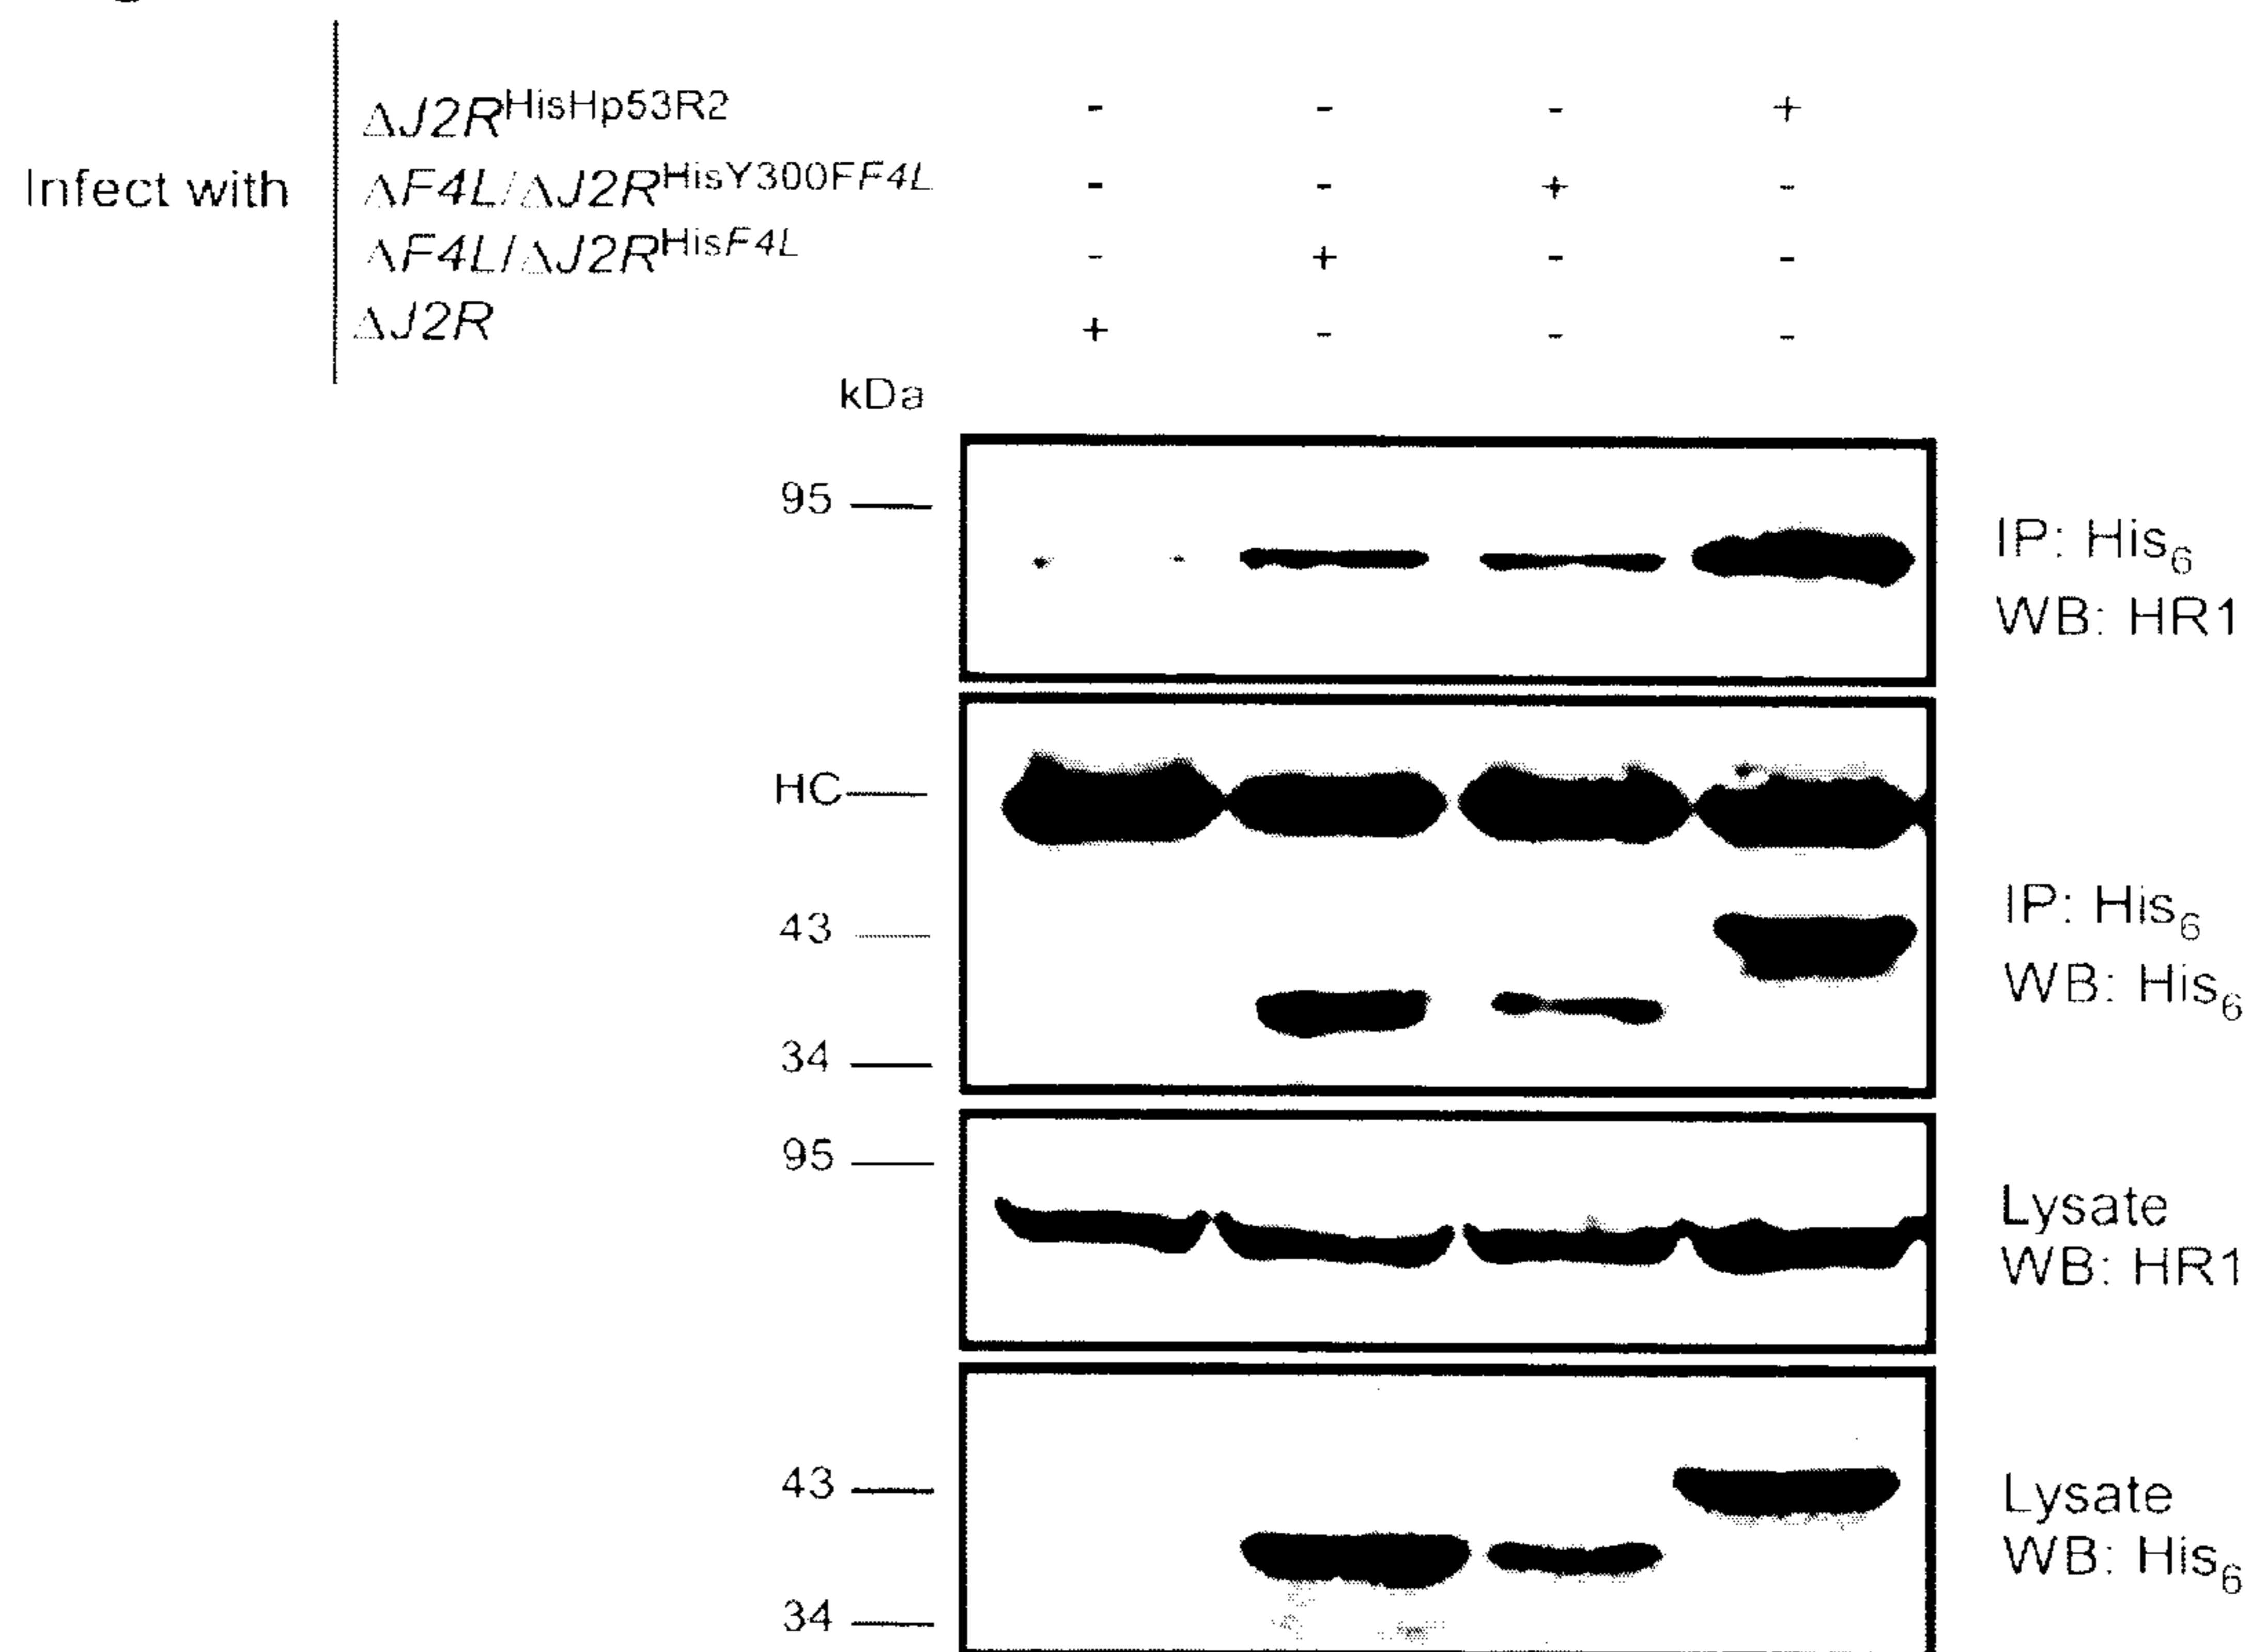 ΔJ2R^HisHp53R2 - - - +
Infect with ΔF4L/ΔJ2R^HisY300FF4L - - + -
ΔF4L/ΔJ2R^HisF4L - + - -
ΔJ2R + - - -
kDa
95
IP: His₆
WB: HR1
HC
43
IP: His₆
WB: His₆
34
95
Lysate
WB: HR1
43
Lysate
WB: His₆
34